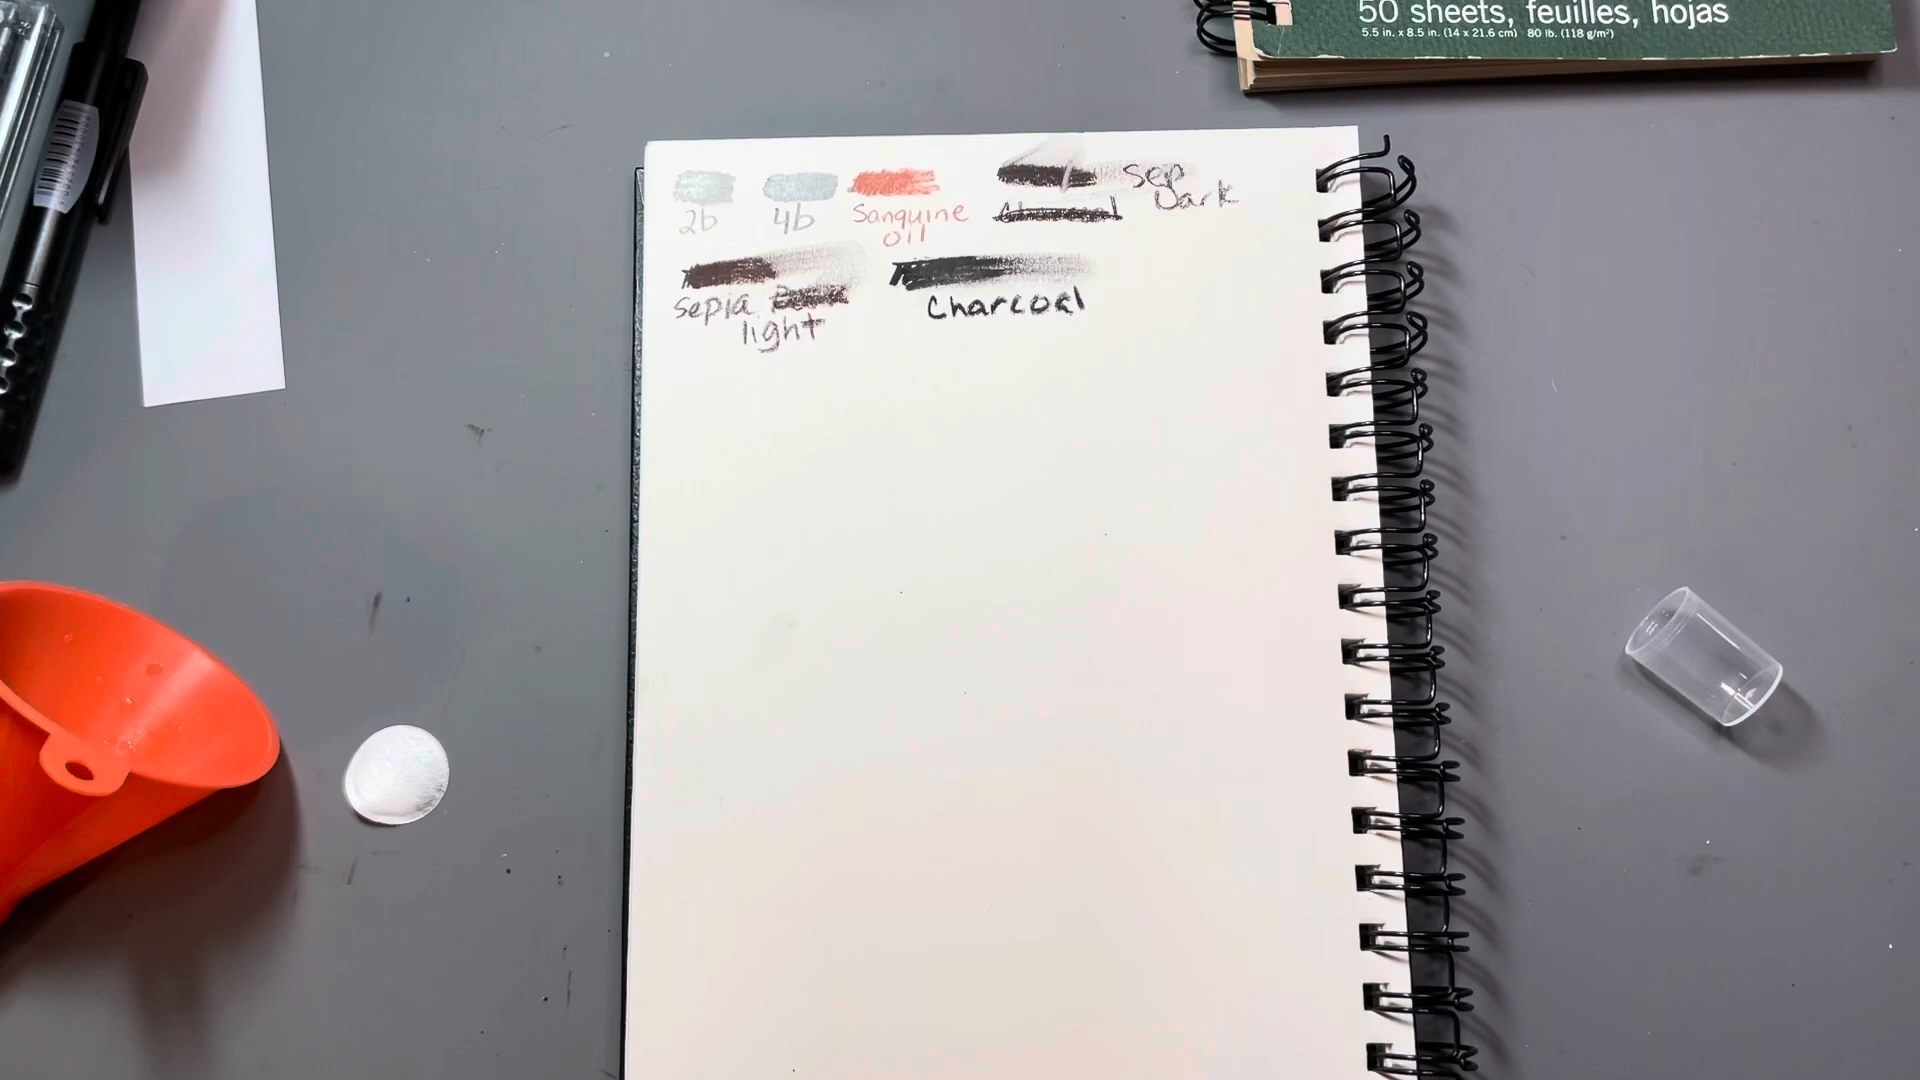 50 sheets, feuilles, hojas
5.5 in. x 8.5 in. (14 x 21.6 cm) 80 lb. (118 g/m²)
2b 4b Sanquine oil
Charcoal
Sep Dark
Sepia
light
Charcoal